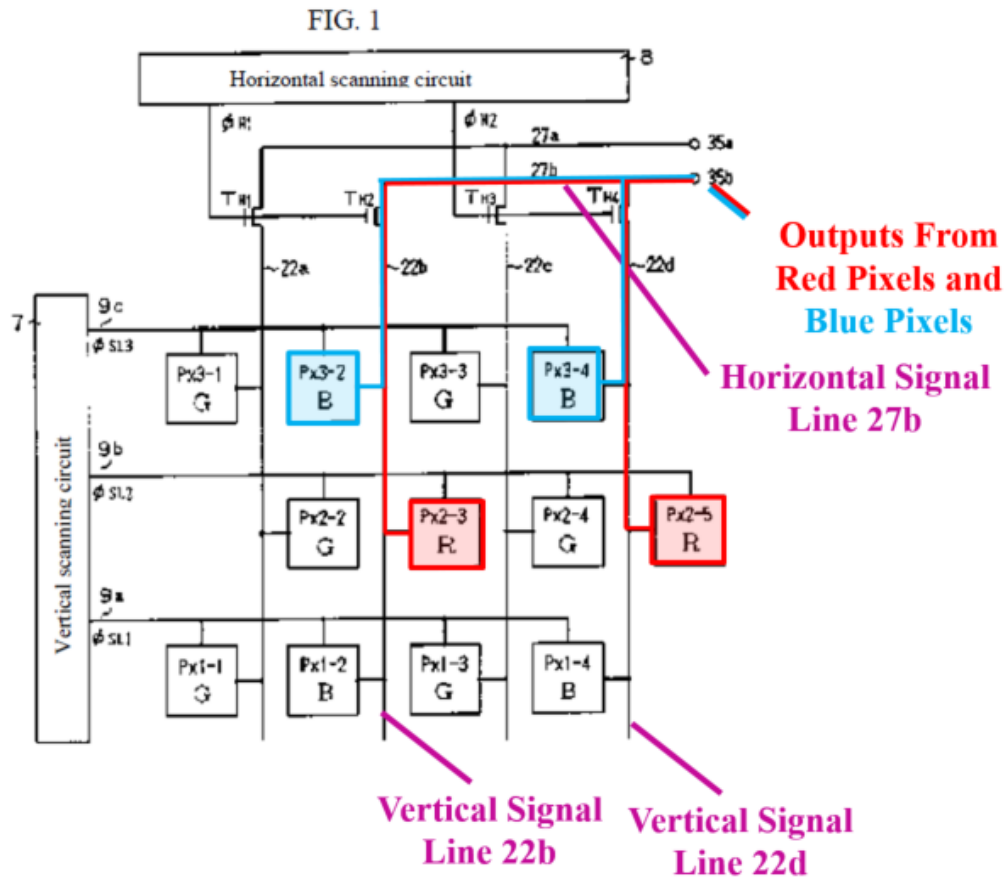 FIG. 1
Horizontal scanning circuit
8
φH1
φH2
27a
35a
27b
35b
TH1
TH2
TH3
TH4
22a
22b
22c
22d
Outputs From
Red Pixels and
Blue Pixels
Horizontal Signal
Line 27b
7
Vertical scanning circuit
9c
φSL3
Px3-1
G
Px3-2
B
Px3-3
G
Px3-4
B
9b
φSL2
Px2-2
G
Px2-3
R
Px2-4
G
Px2-5
R
9a
φSL1
Px1-1
G
Px1-2
B
Px1-3
G
Px1-4
B
Vertical Signal
Line 22b
Vertical Signal
Line 22d